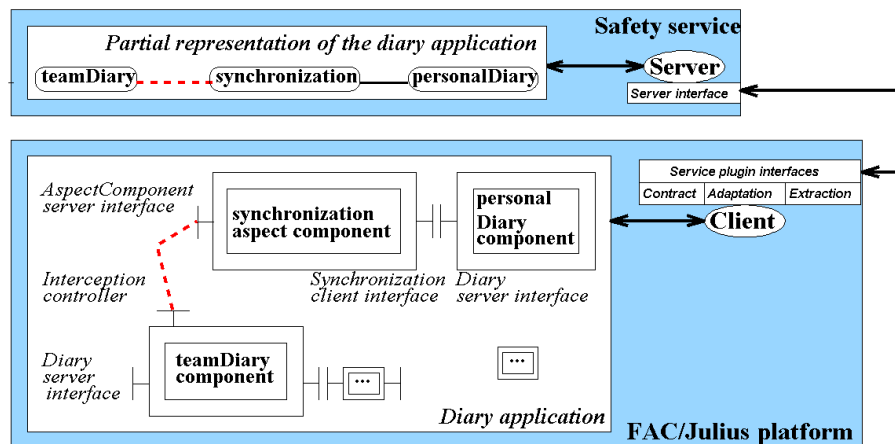 Safety service
Partial representation of the diary application
teamDiary synchronization personalDiary
Server
Server interface
Service plugin interfaces
Contract Adaptation Extraction
Client
AspectComponent
server interface
synchronization
aspect component
personal
Diary
component
Interception
controller
Synchronization
client interface
Diary
server interface
Diary
server
interface
teamDiary
component
...
...
Diary application
FAC/Julius platform